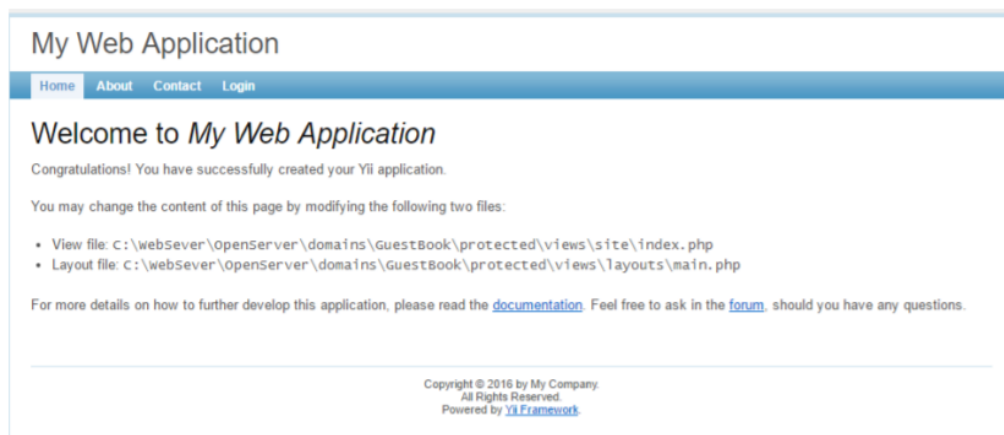 My Web Application
Home About Contact Login
Welcome to My Web Application
Congratulations! You have successfully created your Yii application.
You may change the content of this page by modifying the following two files:
• View file: C:\WebSever\OpenServer\domains\GuestBook\protected\views\site\index.php
• Layout file: C:\WebSever\OpenServer\domains\GuestBook\protected\views\layouts\main.php
For more details on how to further develop this application, please read the documentation. Feel free to ask in the forum, should you have any questions.
Copyright © 2016 by My Company.
All Rights Reserved.
Powered by Yii Framework.